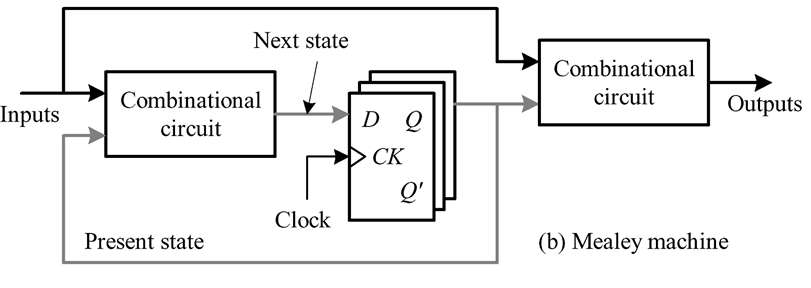 Next state
Combinational
circuit
Inputs
Combinational
circuit
D Q
CK
Q'
Outputs
Clock
Present state
(b) Mealey machine